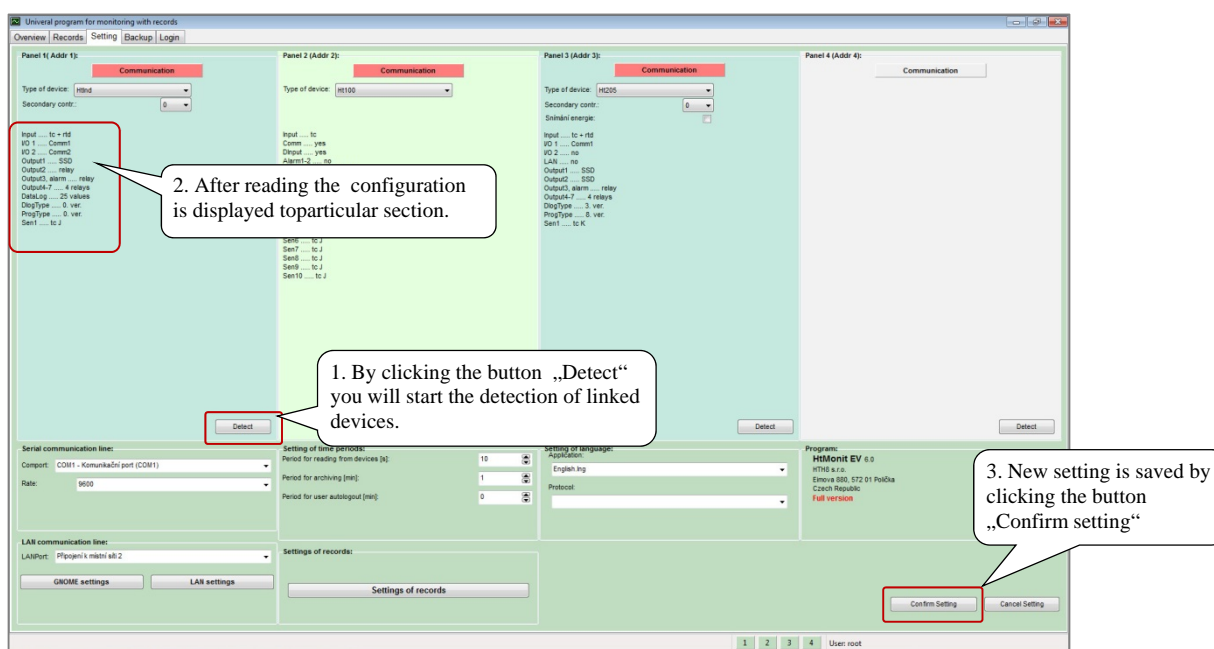 Univeral program for monitoring with records
Overview Records Setting Backup Login
Panel 1( Addr 1):
Communication
Type of device: HtInd
Secondary contr.: 0
Input ..... tc + rtd
I/O 1 ..... Comm1
I/O 2 ..... Comm2
Output1 ..... SSD
Output2 ..... relay
Output3, alarm ..... relay
Output4-7 ..... 4 relays
DataLog ..... 25 values
DlogType ..... 0. ver.
ProgType ..... 0. ver.
Sen1 ..... tc J
Detect
Panel 2 (Addr 2):
Communication
Type of device: Ht100
Input ..... tc
Comm ..... yes
DInput ..... yes
Alarm1-2 ..... no
Sen6 ..... tc J
Sen7 ..... tc J
Sen8 ..... tc J
Sen9 ..... tc J
Sen10 ..... tc J
Panel 3 (Addr 3):
Communication
Type of device: Ht205
Secondary contr.: 0
Snímání energie:
Input ..... tc + rtd
I/O 1 ..... Comm1
I/O 2 ..... no
LAN ..... no
Output1 ..... SSD
Output2 ..... SSD
Output3, alarm ..... relay
Output4-7 ..... 4 relays
DlogType ..... 3. ver.
ProgType ..... 8. ver.
Sen1 ..... tc K
Detect
Panel 4 (Addr 4):
Communication
Detect
2. After reading the configuration
is displayed toparticular section.
1. By clicking the button „Detect“
you will start the detection of linked
devices.
3. New setting is saved by
clicking the button
„Confirm setting“
Serial communication line:
Comport: COM1 - Komunikační port (COM1)
Rate: 9600
Setting of time periods:
Period for reading from devices [s]: 10
Period for archiving [min]: 1
Period for user autologout [min]: 0
Setting of language:
Application:
English.lng
Protocol:
Program:
HtMonit EV 6.0
HTH8 s.r.o.
Eimova 880, 572 01 Polička
Czech Republic
Full version
LAN communication line:
LANPort: Připojení k místní síti 2
GNOME settings LAN settings
Settings of records:
Settings of records
Confirm Setting Cancel Setting
1 2 3 4 User: root